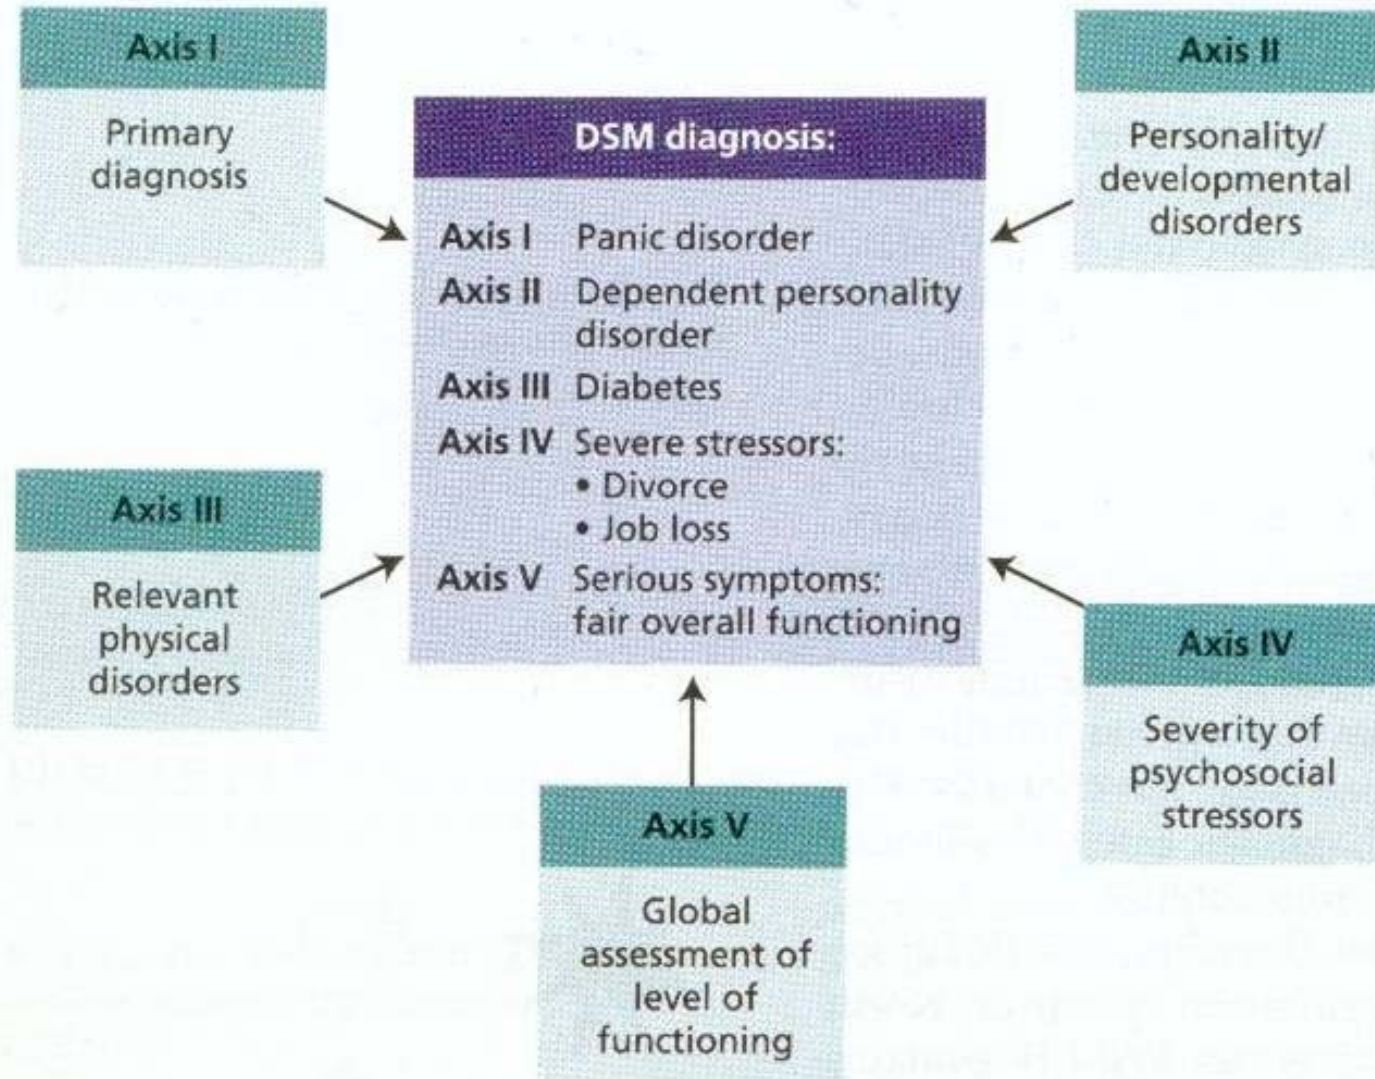 Axis I
Primary
diagnosis
Axis II
Personality/
developmental
disorders
DSM diagnosis:
Axis I Panic disorder
Axis II Dependent personality
disorder
Axis III Diabetes
Axis IV Severe stressors:
• Divorce
• Job loss
Axis V Serious symptoms:
fair overall functioning
Axis III
Relevant
physical
disorders
Axis IV
Severity of
psychosocial
stressors
Axis V
Global
assessment of
level of
functioning